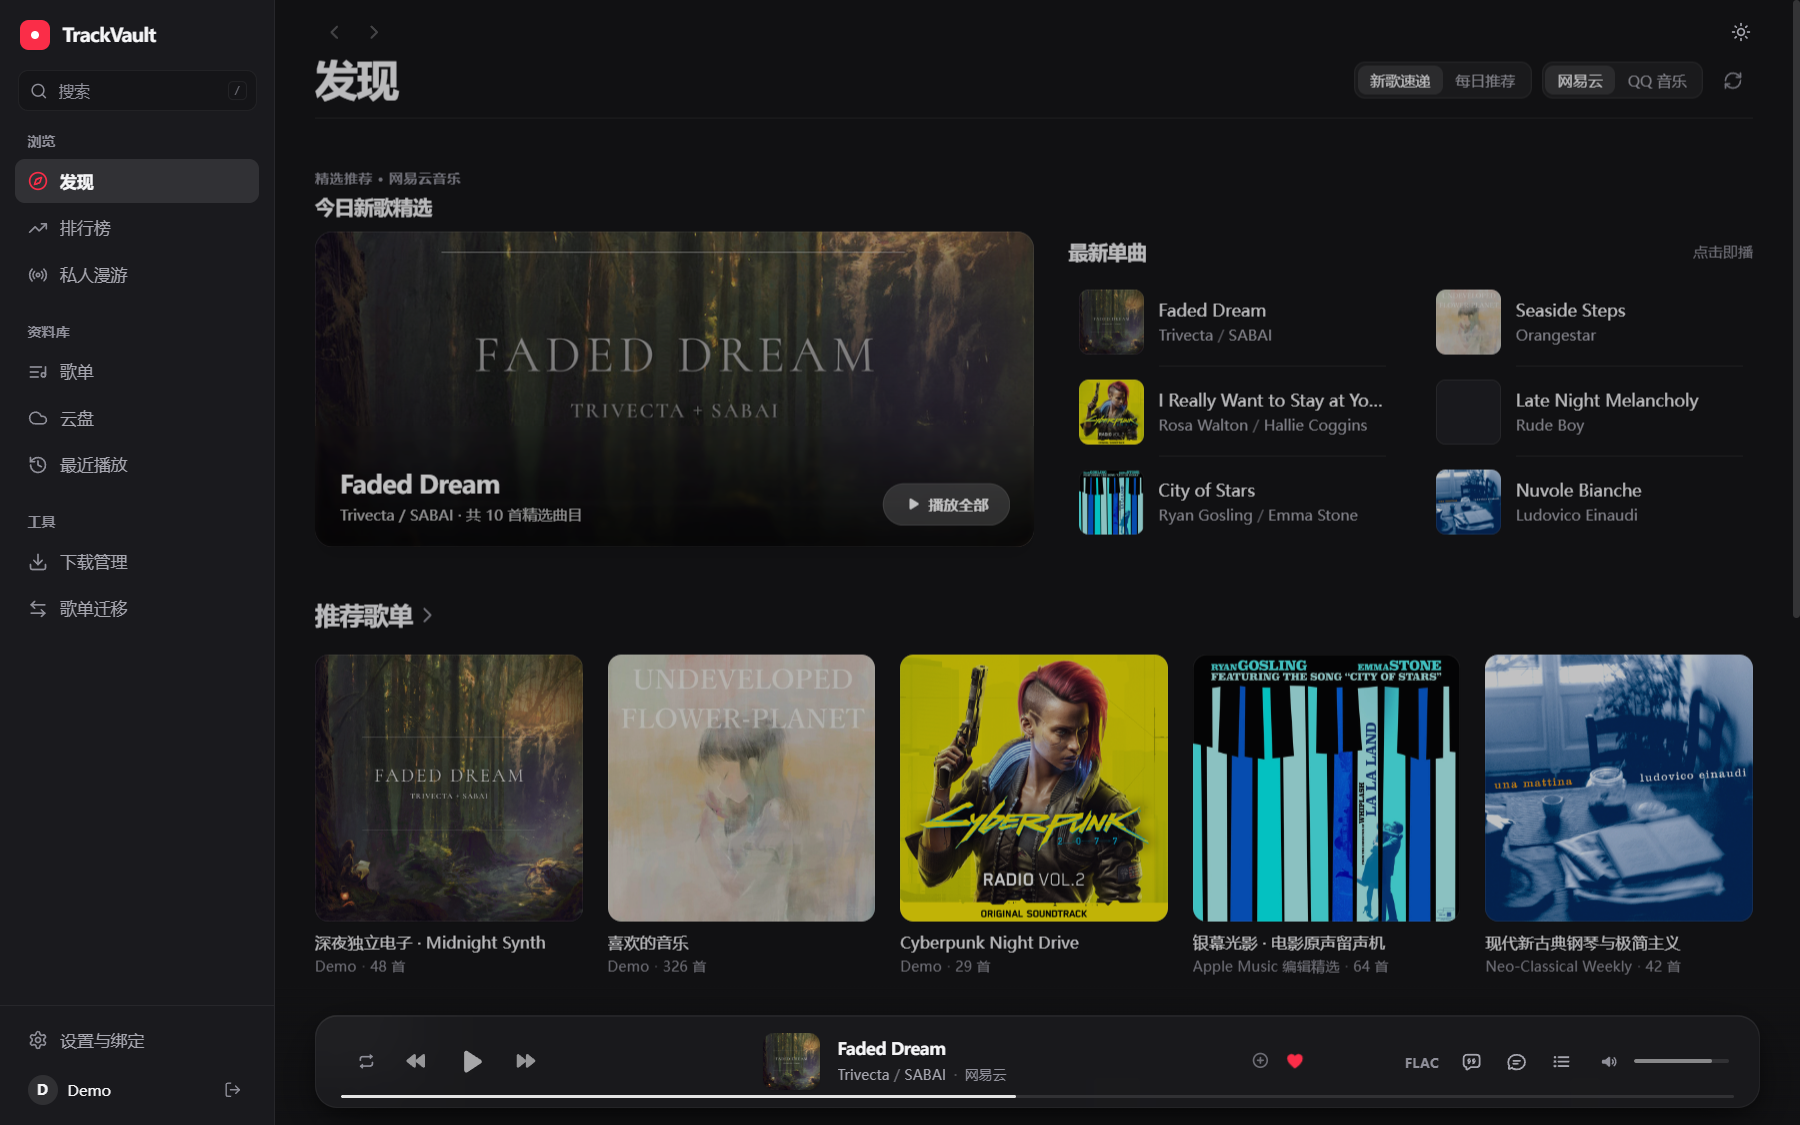 TrackVault
搜索
/
浏览
发现
排行榜
私人漫游
资料库
歌单
云盘
最近播放
工具
下载管理
歌单迁移
设置与绑定
D
Demo
发现
新歌速递
每日推荐
网易云
QQ 音乐
精选推荐 • 网易云音乐
今日新歌精选
FADED DREAM
TRIVECTA + SABAI
Faded Dream
Trivecta / SABAI · 共 10 首精选曲目
播放全部
最新单曲
点击即播
Faded Dream
Trivecta / SABAI
Seaside Steps
Orangestar
I Really Want to Stay at Yo...
Rosa Walton / Hallie Coggins
Late Night Melancholy
Rude Boy
City of Stars
Ryan Gosling / Emma Stone
Nuvole Bianche
Ludovico Einaudi
推荐歌单
FADED DREAM
TRIVECTA + SABAI
深夜独立电子 · Midnight Synth
Demo · 48 首
UNDEVELOPED
FLOWER-PLANET
喜欢的音乐
Demo · 326 首
Cyberpunk
2077
RADIO VOL.2
ORIGINAL SOUNDTRACK
Cyberpunk Night Drive
Demo · 29 首
RYAN GOSLING
EMMA STONE
FEATURING THE SONG "CITY OF STARS"
WHIPLASH
LA LA LAND
银幕光影 · 电影原声留声机
Apple Music 编辑精选 · 64 首
una mattina
ludovico einaudi
现代新古典钢琴与极简主义
Neo-Classical Weekly · 42 首
Faded Dream
Trivecta / SABAI · 网易云
FLAC